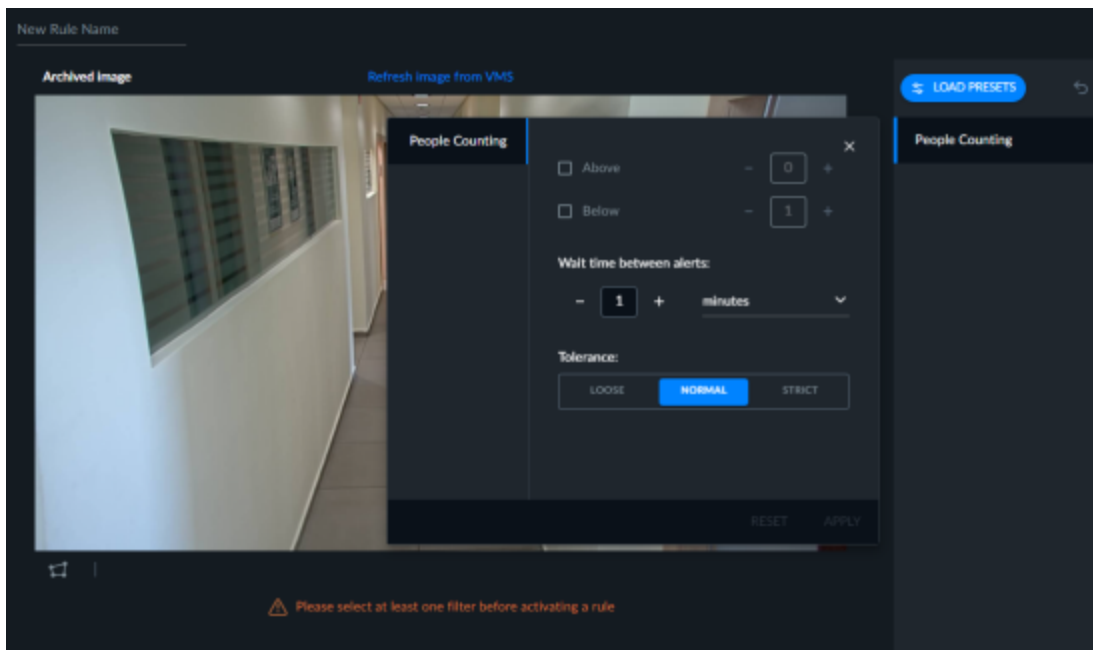 New Rule Name
Archived image
Refresh image from VMS
LOAD PRESETS
People Counting
People Counting
Above
- 0 +
Below
- 1 +
Wait time between alerts:
- 1 +
minutes
Tolerance:
LOOSE
NORMAL
STRICT
RESET
APPLY
Please select at least one filter before activating a rule